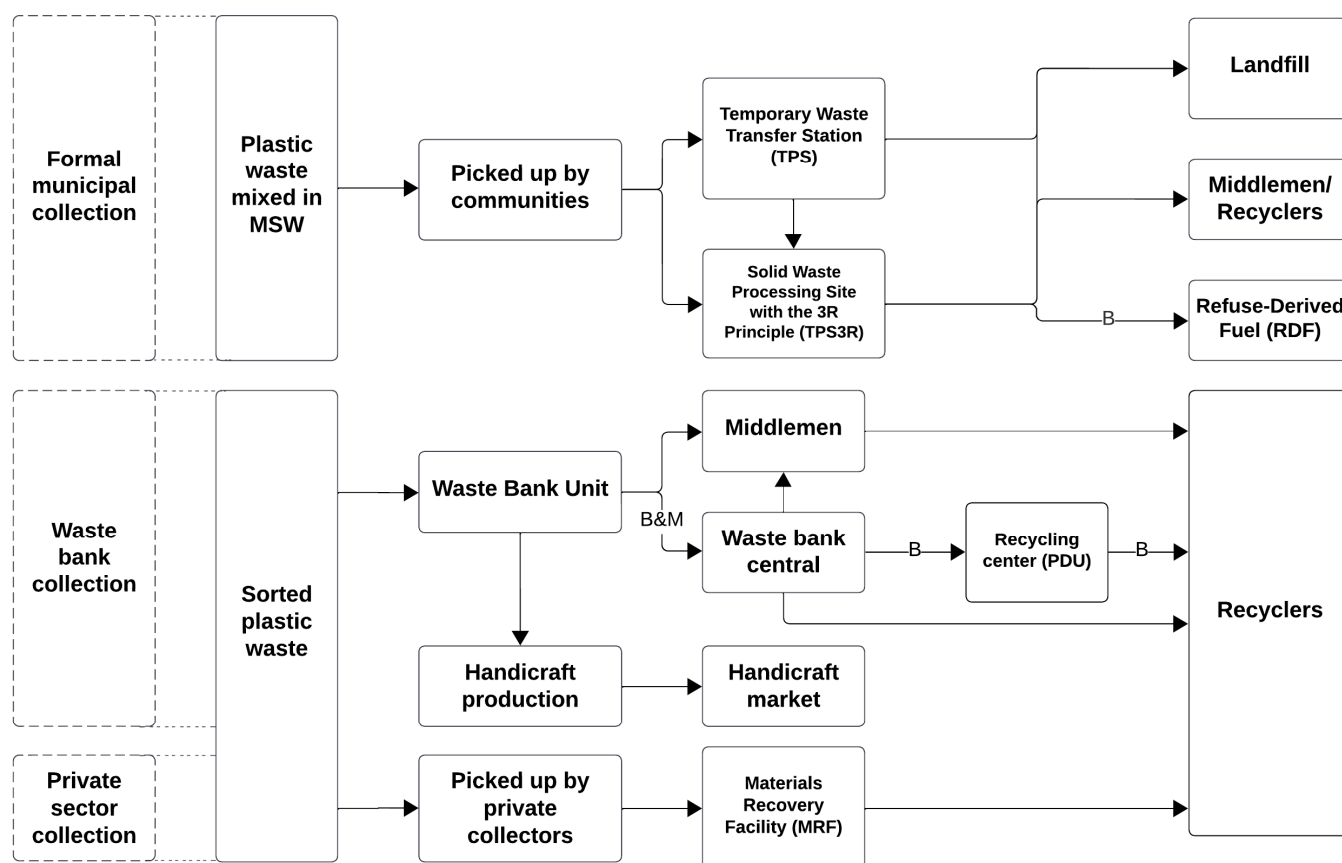 Formal
municipal
collection
Plastic
waste
mixed in
MSW
Picked up by
communities
Temporary Waste
Transfer Station
(TPS)
Solid Waste
Processing Site
with the 3R
Principle (TPS3R)
Landfill
Middlemen/
Recyclers
B
Refuse-Derived
Fuel (RDF)
Waste
bank
collection
Sorted
plastic
waste
Waste Bank Unit
B&M
Middlemen
Waste bank
central
B
Recycling
center (PDU)
B
Recyclers
Handicraft
production
Handicraft
market
Private
sector
collection
Picked up by
private
collectors
Materials
Recovery
Facility (MRF)